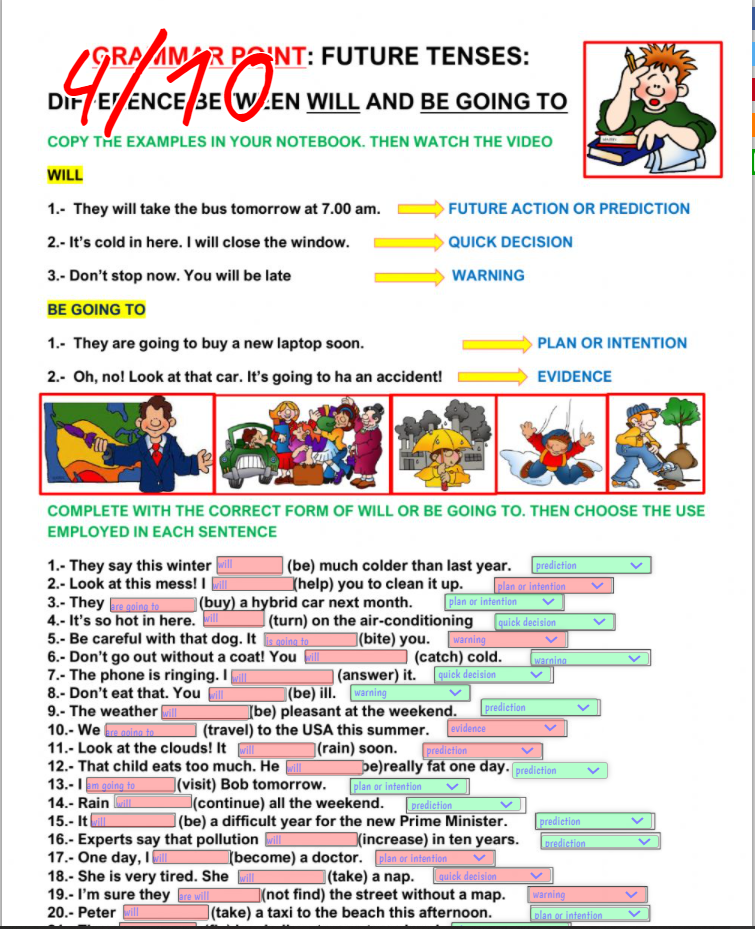 4/10
GRAMMAR POINT: FUTURE TENSES:
DIFFERENCE BETWEEN WILL AND BE GOING TO
COPY THE EXAMPLES IN YOUR NOTEBOOK. THEN WATCH THE VIDEO
WILL
1.- They will take the bus tomorrow at 7.00 am. FUTURE ACTION OR PREDICTION
2.- It's cold in here. I will close the window. QUICK DECISION
3.- Don't stop now. You will be late WARNING
BE GOING TO
1.- They are going to buy a new laptop soon. PLAN OR INTENTION
2.- Oh, no! Look at that car. It's going to ha an accident! EVIDENCE
COMPLETE WITH THE CORRECT FORM OF WILL OR BE GOING TO. THEN CHOOSE THE USE
EMPLOYED IN EACH SENTENCE
1.- They say this winter will (be) much colder than last year. prediction
2.- Look at this mess! I will (help) you to clean it up. plan or intention
3.- They are going to (buy) a hybrid car next month. plan or intention
4.- It's so hot in here. will (turn) on the air-conditioning quick decision
5.- Be careful with that dog. It is going to (bite) you. warning
6.- Don't go out without a coat! You will (catch) cold. warning
7.- The phone is ringing. I will (answer) it. quick decision
8.- Don't eat that. You will (be) ill. warning
9.- The weather will (be) pleasant at the weekend. prediction
10.- We are going to (travel) to the USA this summer. evidence
11.- Look at the clouds! It will (rain) soon. prediction
12.- That child eats too much. He will be)really fat one day. prediction
13.- I am going to (visit) Bob tomorrow. plan or intention
14.- Rain will (continue) all the weekend. prediction
15.- It will (be) a difficult year for the new Prime Minister. prediction
16.- Experts say that pollution will (increase) in ten years. prediction
17.- One day, I will (become) a doctor. plan or intention
18.- She is very tired. She will (take) a nap. quick decision
19.- I'm sure they are will (not find) the street without a map. warning
20.- Peter will (take) a taxi to the beach this afternoon. plan or intention